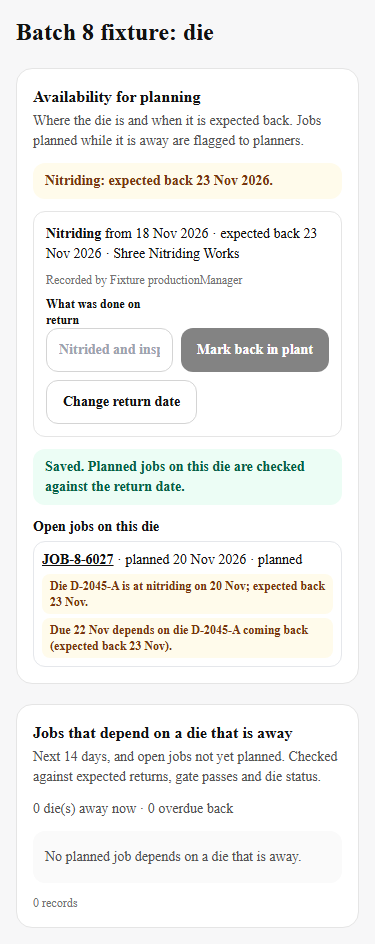 Batch 8 fixture: die
Availability for planning
Where the die is and when it is expected back. Jobs
planned while it is away are flagged to planners.
Nitriding: expected back 23 Nov 2026.
Nitriding from 18 Nov 2026 · expected back 23
Nov 2026 · Shree Nitriding Works
Recorded by Fixture productionManager
What was done on
return
Nitrided and insp
Mark back in plant
Change return date
Saved. Planned jobs on this die are checked
against the return date.
Open jobs on this die
JOB-8-6027 · planned 20 Nov 2026 · planned
Die D-2045-A is at nitriding on 20 Nov; expected back
23 Nov.
Due 22 Nov depends on die D-2045-A coming back
(expected back 23 Nov).
Jobs that depend on a die that is away
Next 14 days, and open jobs not yet planned. Checked
against expected returns, gate passes and die status.
0 die(s) away now · 0 overdue back
No planned job depends on a die that is away.
0 records